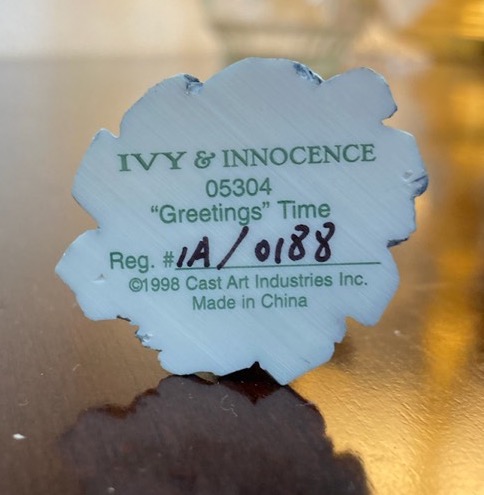 IVY & INNOCENCE
05304
"Greetings" Time
Reg. # 1A/0188
©1998 Cast Art Industries Inc.
Made in China